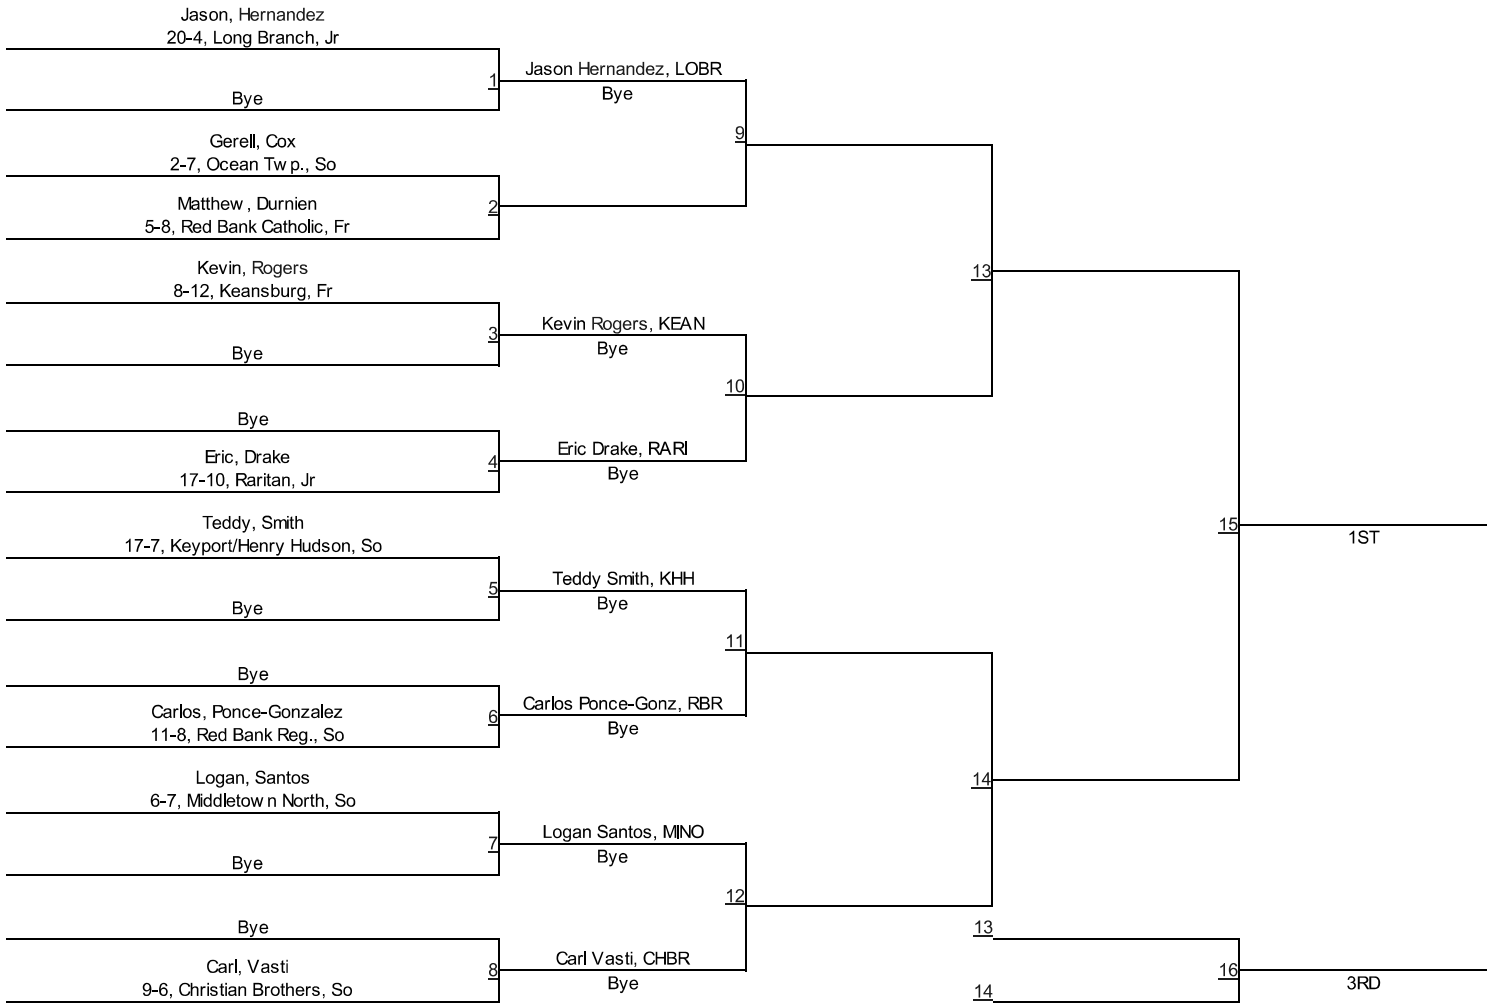 Jason, Hernandez
20-4, Long Branch, Jr
Bye
1
Jason Hernandez, LOBR
Bye
Gerell, Cox
2-7, Ocean Twp., So
Matthew, Durnien
5-8, Red Bank Catholic, Fr
2
9
Kevin, Rogers
8-12, Keansburg, Fr
Bye
3
Kevin Rogers, KEAN
Bye
Bye
Eric, Drake
17-10, Raritan, Jr
4
Eric Drake, RARI
Bye
10
13
Teddy, Smith
17-7, Keyport/Henry Hudson, So
Bye
5
Teddy Smith, KHH
Bye
Bye
Carlos, Ponce-Gonzalez
11-8, Red Bank Reg., So
6
Carlos Ponce-Gonz, RBR
Bye
11
Logan, Santos
6-7, Middletown North, So
Bye
7
Logan Santos, MINO
Bye
Bye
Carl, Vasti
9-6, Christian Brothers, So
8
Carl Vasti, CHBR
Bye
12
14
15
1ST
13
14
16
3RD